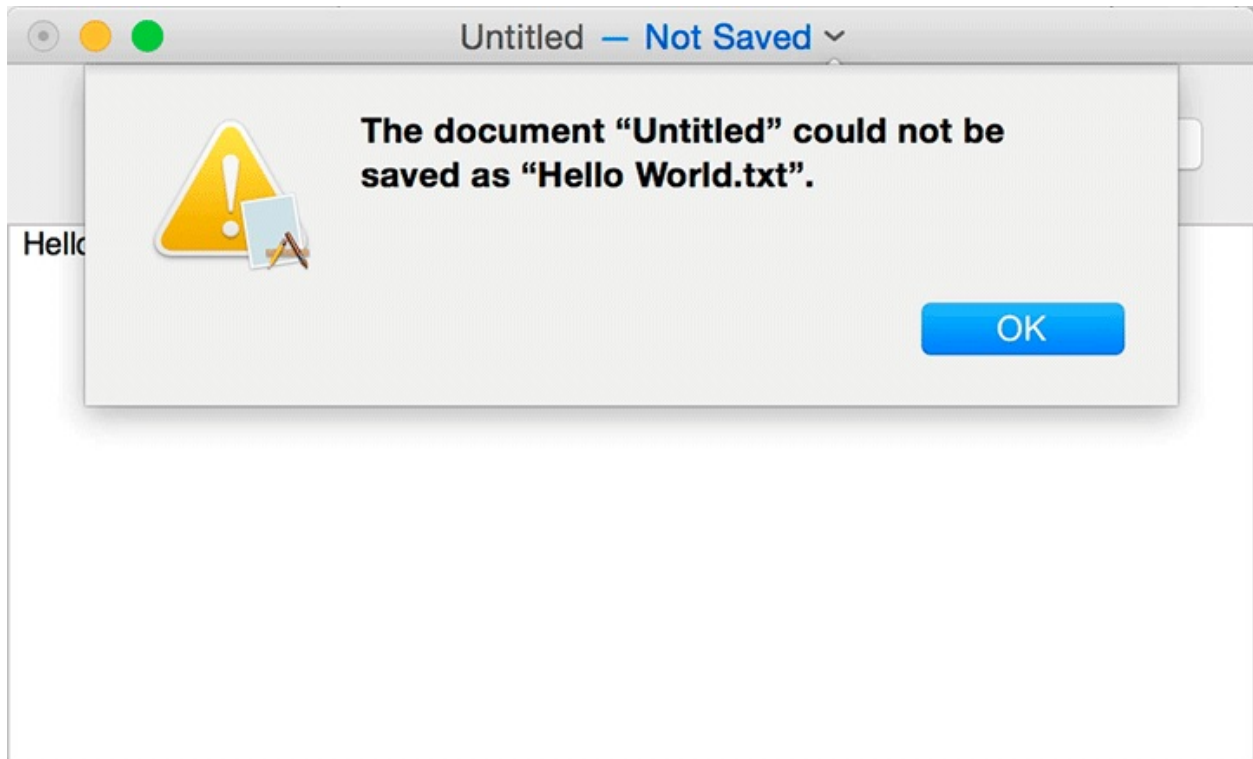 Untitled — Not Saved
The document “Untitled” could not be
saved as “Hello World.txt”.
OK